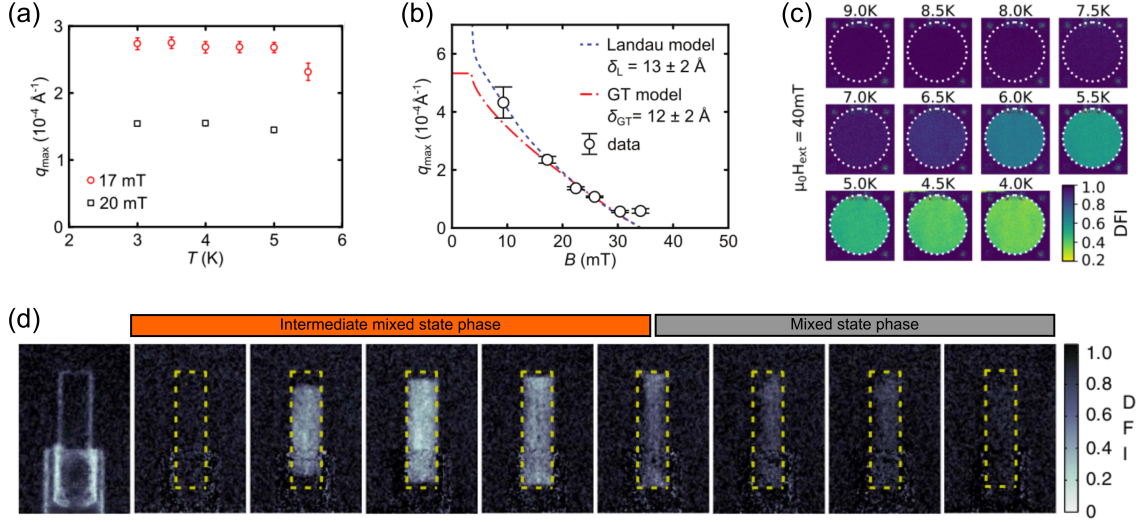 (a)
3
2
1
0
q_max (10⁻⁴ Å⁻¹)
17 mT
20 mT
2 3 4 5 6
T (K)
(b)
6
4
2
0
q_max (10⁻⁴ Å⁻¹)
Landau model
δ_L = 13 ± 2 Å
GT model
δ_GT = 12 ± 2 Å
data
0 10 20 30 40 50
B (mT)
(c)
μ₀H_ext = 40mT
9.0K 8.5K 8.0K 7.5K
7.0K 6.5K 6.0K 5.5K
5.0K 4.5K 4.0K
1.0
0.8
0.6
0.4
0.2
DFI
(d)
Intermediate mixed state phase
Mixed state phase
1.0
0.8
0.6
0.4
0.2
0
D
F
I